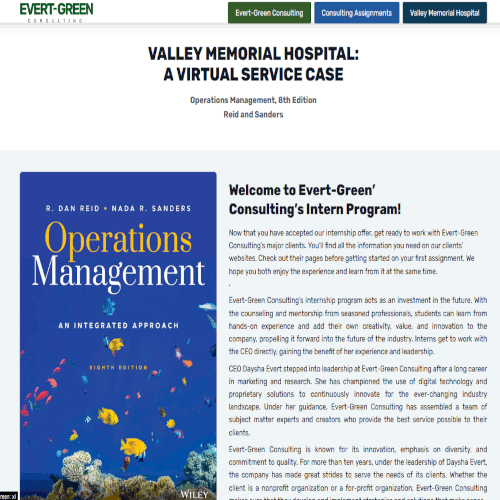 EVERT-GREEN
CONSULTING
Evert-Green Consulting
Consulting Assignments
Valley Memorial Hospital
VALLEY MEMORIAL HOSPITAL:
A VIRTUAL SERVICE CASE
Operations Management, 8th Edition
Reid and Sanders
R. DAN REID • NADA R. SANDERS
Operations
Management
AN INTEGRATED APPROACH
EIGHTH EDITION
WILEY
Welcome to Evert-Green’
Consulting’s Intern Program!
Now that you have accepted our internship offer, get ready to work with Evert-Green
Consulting’s major clients. You’ll find all the information you need on our clients’
websites. Check out their pages before getting started on your first assignment. We
hope you both enjoy the experience and learn from it at the same time.
.
Evert-Green Consulting’s internship program acts as an investment in the future. With
the counseling and mentorship from seasoned professionals, students can learn from
hands-on experience and add their own creativity, value, and innovation to the
company, propelling it forward into the future of the industry. Interns get to work with
the CEO directly, gaining the benefit of her experience and leadership.
CEO Daysha Evert stepped into leadership at Evert-Green Consulting after a long career
in marketing and research. She has championed the use of digital technology and
proprietary solutions to continuously innovate for the ever-changing industry
landscape. Under her guidance, Evert-Green Consulting has assembled a team of
subject matter experts and creators who provide the best service possible to their
clients.
Evert-Green Consulting is known for its innovation, emphasis on diversity, and
commitment to quality. For more than ten years, under the leadership of Daysha Evert,
the company has made great strides to serve the needs of its clients. Whether the
client is a nonprofit organization or a for-profit organization, Evert-Green Consulting